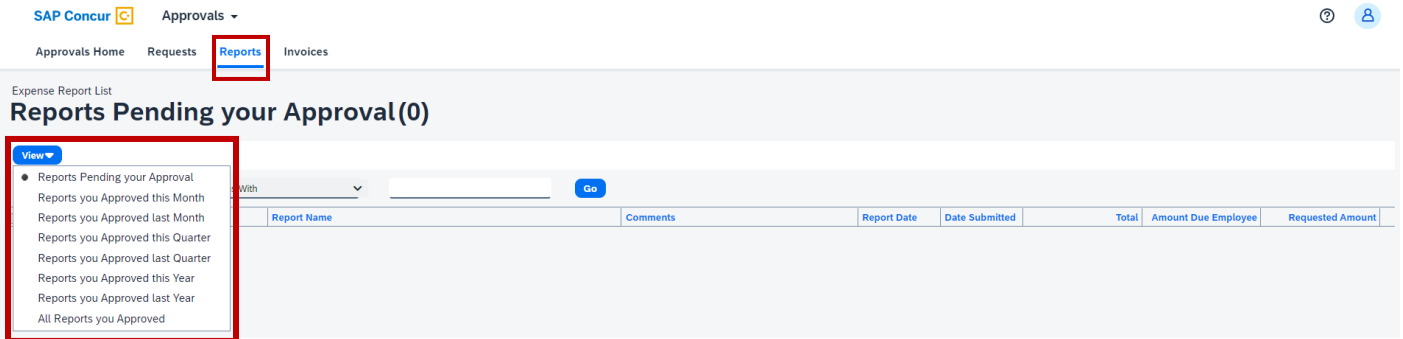 SAP Concur C Approvals
Approvals Home Requests Reports Invoices
Expense Report List
Reports Pending your Approval (0)
View
Reports Pending your Approval
Reports you Approved this Month
Reports you Approved last Month
Reports you Approved this Quarter
Reports you Approved last Quarter
Reports you Approved this Year
Reports you Approved last Year
All Reports you Approved
With Go
Report Name Comments Report Date Date Submitted Total Amount Due Employee Requested Amount